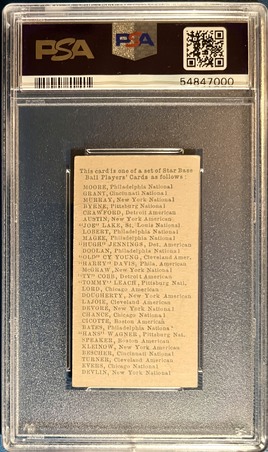 PSA
PSA
54847000
This card is one of a set of Star Base
Ball Players' Cards as follows:
MOORE, Philadelphia National
GRANT, Cincinnati National
MURRAY, New York National
BYRNE, Pittsburg National
CRAWFORD, Detroit American
AUSTIN, New York American
"JOE" LAKE, St. Louis National
LOBERT, Philadelphia National
MAGEE, Philadelphia National
"HUGH" JENNINGS, Det. American
DOOLAN, Philadelphia National
"OLD" CY YOUNG, Cleveland Amer.
"HARRY" DAVIS, Phila. American
McGRAW, New York National
"TY" COBB, Detroit American
"TOMMY" LEACH, Pittsburg Natl.
LORD, Chicago American
DOUGHERTY, New York American
LAJOIE, Cleveland American
DEVORE, New York National
CHANCE, Chicago National
CICOTTE, Boston American
BATES, Philadelphia National
"HANS" WAGNER, Pittsburg Nat.
SPEAKER, Boston American
KLEINOW, New York American
BESCHER, Cincinnati National
TURNER, Cleveland American
EVERS, Chicago National
DEVLIN, New York National